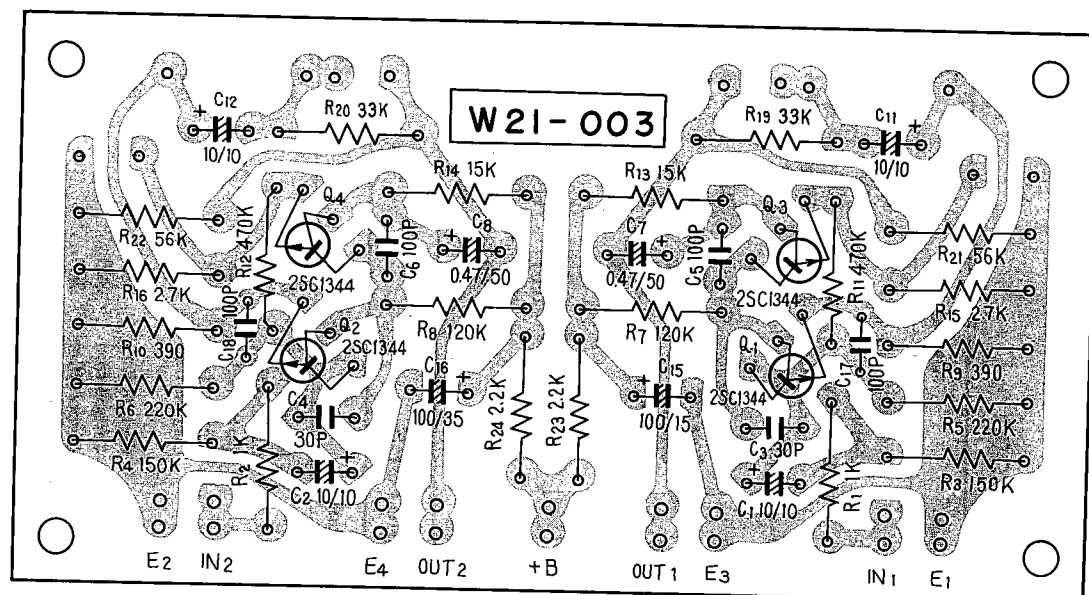 W21-003
C12
10/10
R20 33K
R19 33K
C11
10/10
R14 15K
R13 15K
Q4
Q3
R22 56K
R12 470K
C6 100P
C8
0.47/50
C7
0.47/50
C5 100P
R21 56K
R16 2.7K
2SC1344
2SC1344
R11 470K
R15 2.7K
C18 100P
Q2
2SC1344
R8 120K
R7 120K
Q1
2SC1344
C17 100P
R10 390
R9 390
R6 220K
C16
100/35
C15
100/15
R5 220K
C4
30P
R24 2.2K
R23 2.2K
C3 30P
R4 150K
R2 1K
C2 10/10
C1 10/10
R1 1K
R3 150K
E2 IN2 E4 OUT2 +B OUT1 E3 IN1 E1